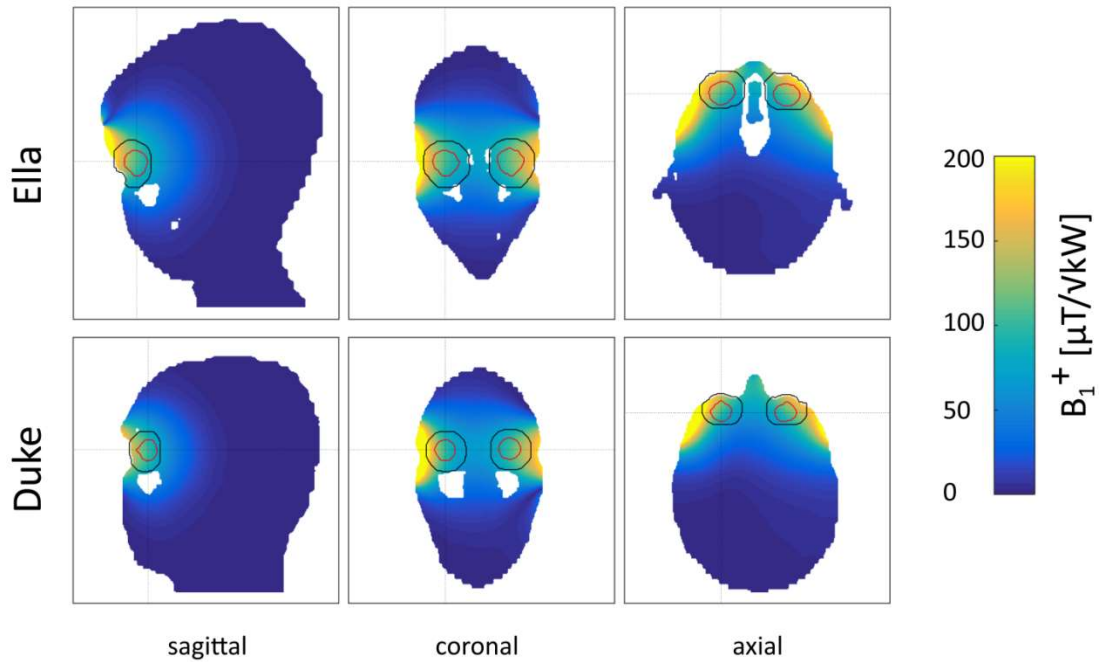 Ella
Duke
sagittal
coronal
axial
200
150
100
50
0
B₁⁺ [µT/√kW]